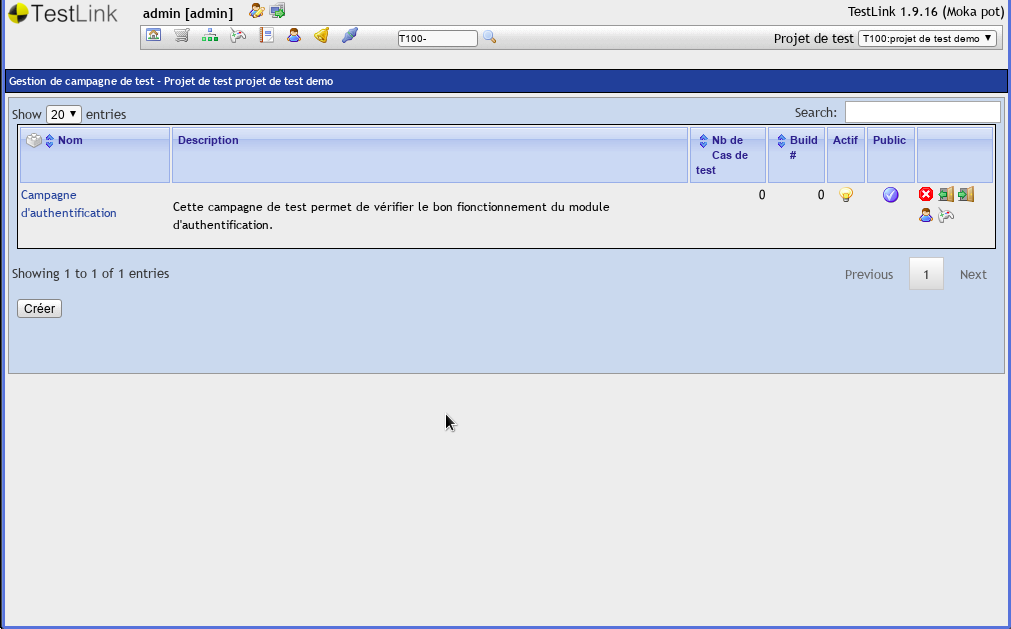 TestLink
admin [admin]
TestLink 1.9.16 (Moka pot)
T100-
Projet de test
T100:projet de test demo
Gestion de campagne de test - Projet de test projet de test demo
Show 20 entries
Search:
Nom
Description
Nb de
Cas de
test
Build
#
Actif
Public
Campagne
d'authentification
Cette campagne de test permet de vérifier le bon fionctionnement du module
d'authentification.
0
0
Showing 1 to 1 of 1 entries
Previous
1
Next
Créer